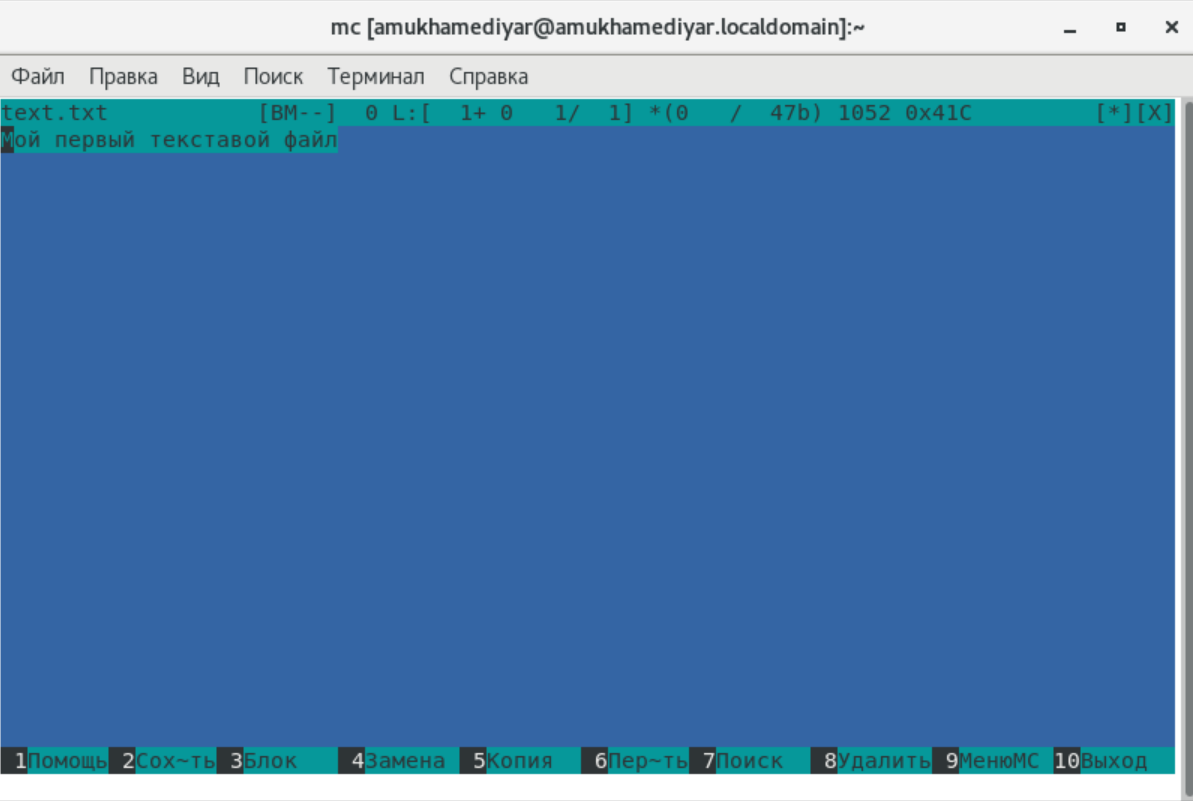 mc [amukhamediyar@amukhamediyar.localdomain]:~
Файл Правка Вид Поиск Терминал Справка
text.txt [BM--] 0 L:[ 1+ 0 1/ 1] *(0 / 47b) 1052 0x41C [*][X]
Мой первый текставой файл
1Помощь 2Сох~ть 3Блок 4Замена 5Копия 6Пер~ть 7Поиск 8Удалить 9МенюМС 10Выход